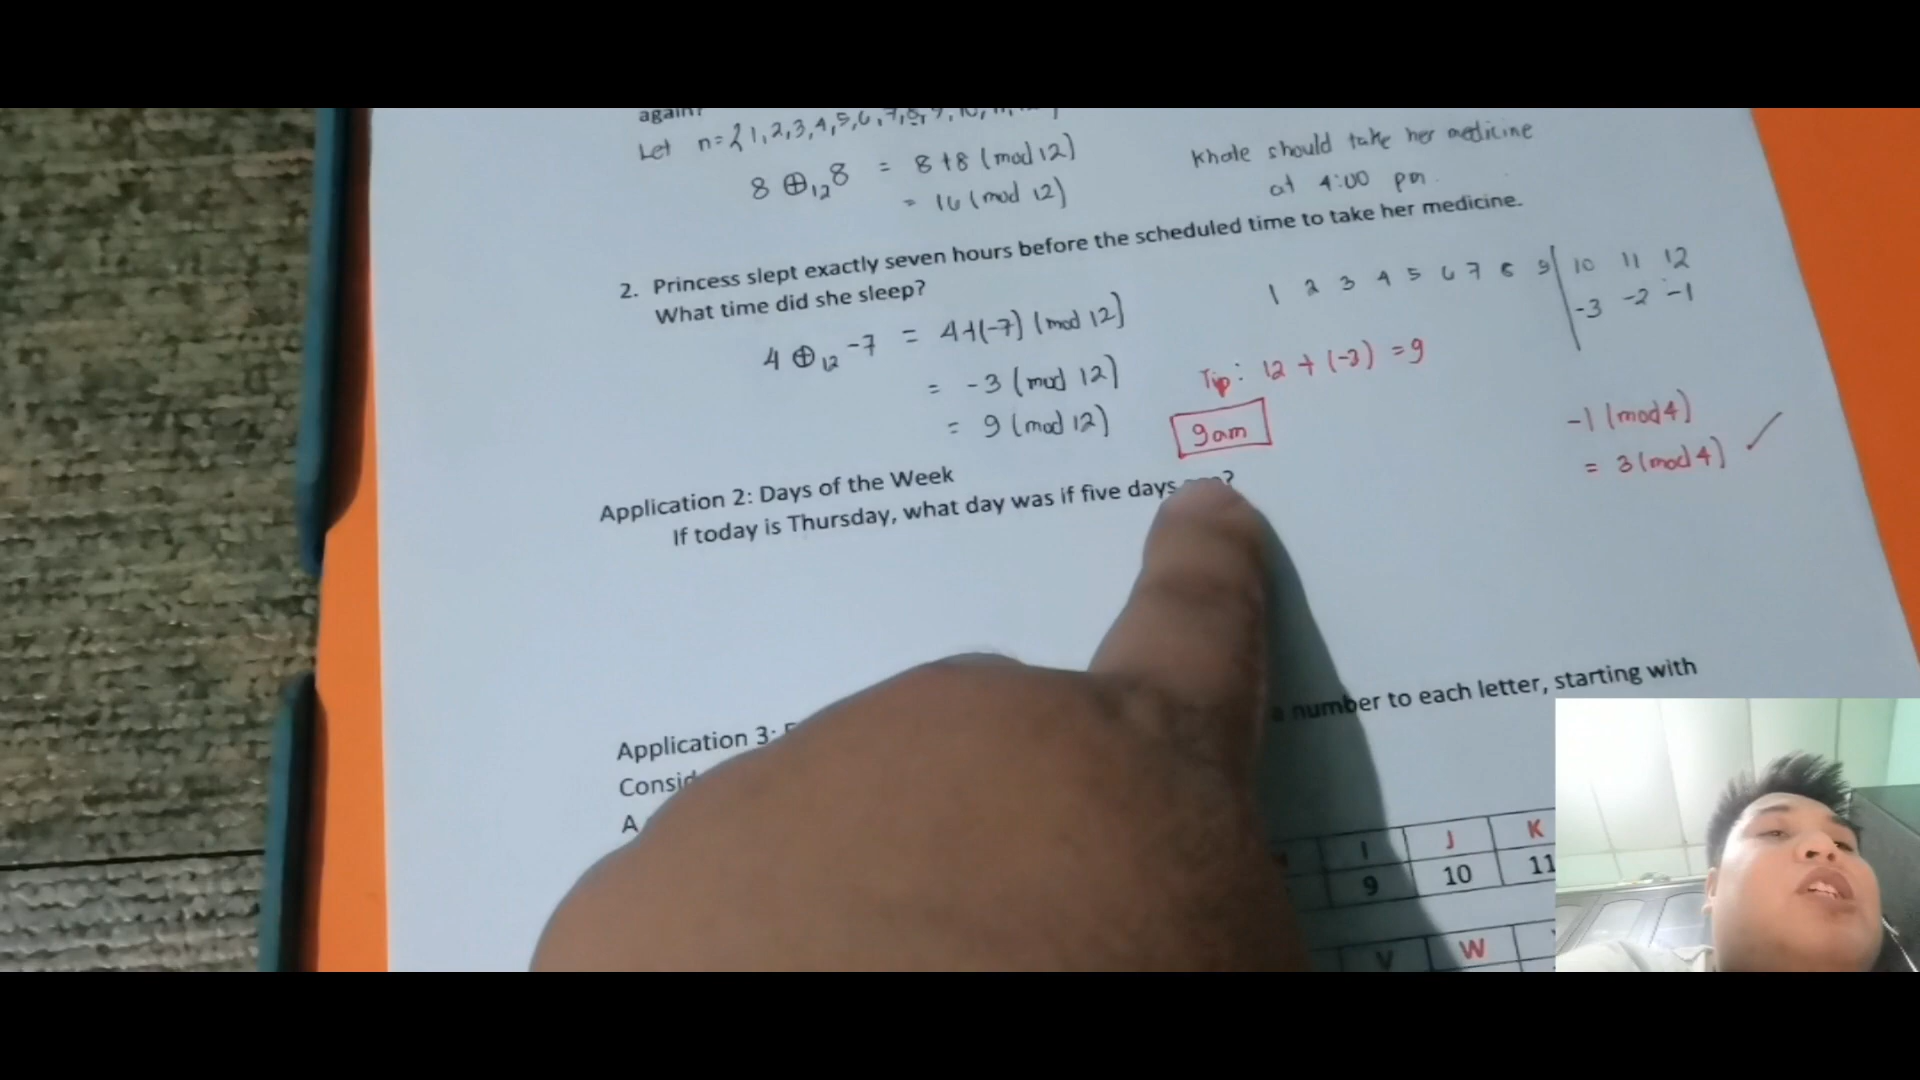 again?
Let n={1,2,3,4,5,6,7,8,9,10,11,
8 ⊕₁₂ 8 = 8+8 (mod 12)
= 16 (mod 12)
Khate should take her medicine
at 4:00 pm.
2. Princess slept exactly seven hours before the scheduled time to take her medicine.
What time did she sleep?
1 2 3 4 5 6 7 8 9 | 10 11 12
-3 -2 -1
4 ⊕₁₂ -7 = 4+(-7) (mod 12)
= -3 (mod 12)
= 9 (mod 12)
Tip: 12 + (-3) = 9
9am
-1 (mod 4)
= 3 (mod 4) ✓
Application 2: Days of the Week
If today is Thursday, what day was if five days ?
Application 3:
a number to each letter, starting with
A
I J K
9 10 11
V W